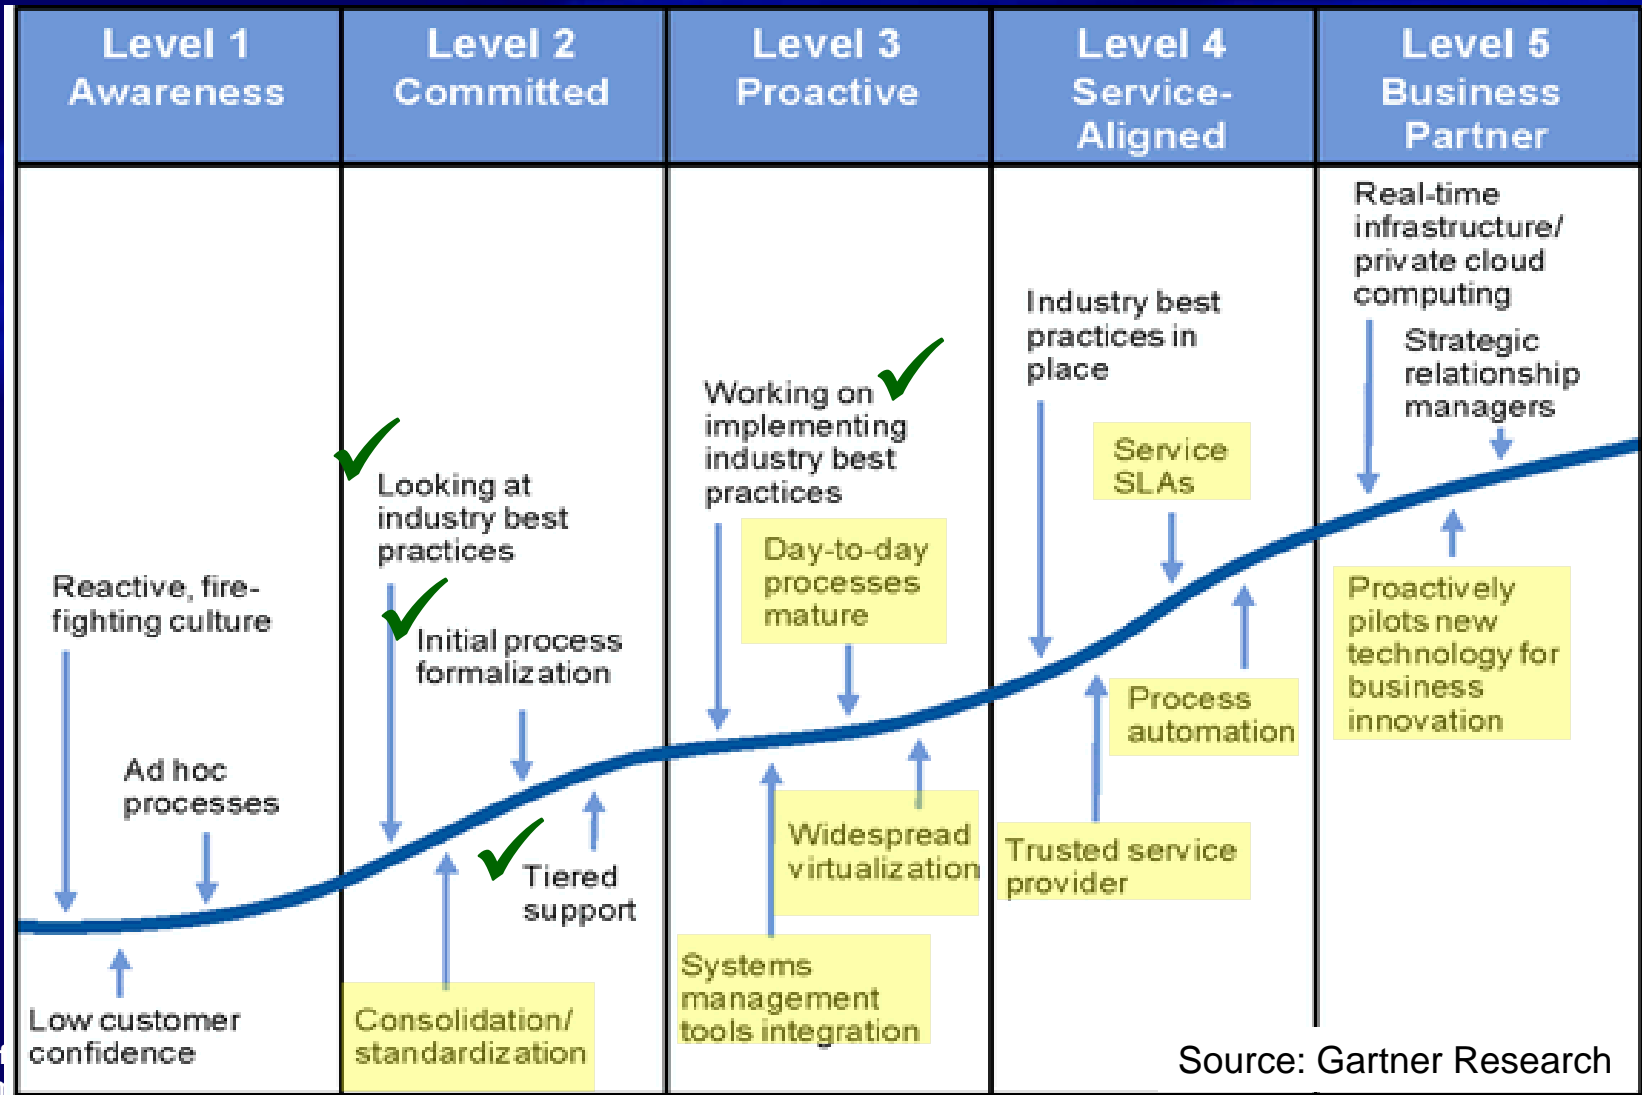 Level 1
Awareness
Level 2
Committed
Level 3
Proactive
Level 4
Service-
Aligned
Level 5
Business
Partner
Reactive, fire-
fighting culture
Ad hoc
processes
Low customer
confidence
Looking at
industry best
practices
Initial process
formalization
Tiered
support
Consolidation/
standardization
Working on
implementing
industry best
practices
Day-to-day
processes
mature
Widespread
virtualization
Systems
management
tools integration
Industry best
practices in
place
Service
SLAs
Process
automation
Trusted service
provider
Real-time
infrastructure/
private cloud
computing
Strategic
relationship
managers
Proactively
pilots new
technology for
business
innovation
Source: Gartner Research